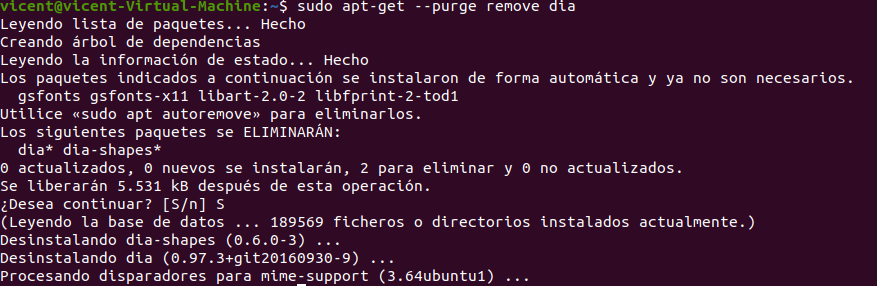 vicent@vicent-Virtual-Machine:~$ sudo apt-get --purge remove dia
Leyendo lista de paquetes... Hecho
Creando árbol de dependencias
Leyendo la información de estado... Hecho
Los paquetes indicados a continuación se instalaron de forma automática y ya no son necesarios.
  gsfonts gsfonts-x11 libart-2.0-2 libfprint-2-tod1
Utilice «sudo apt autoremove» para eliminarlos.
Los siguientes paquetes se ELIMINARÁN:
  dia* dia-shapes*
0 actualizados, 0 nuevos se instalarán, 2 para eliminar y 0 no actualizados.
Se liberarán 5.531 kB después de esta operación.
¿Desea continuar? [S/n] S
(Leyendo la base de datos ... 189569 ficheros o directorios instalados actualmente.)
Desinstalando dia-shapes (0.6.0-3) ...
Desinstalando dia (0.97.3+git20160930-9) ...
Procesando disparadores para mime-support (3.64ubuntu1) ...